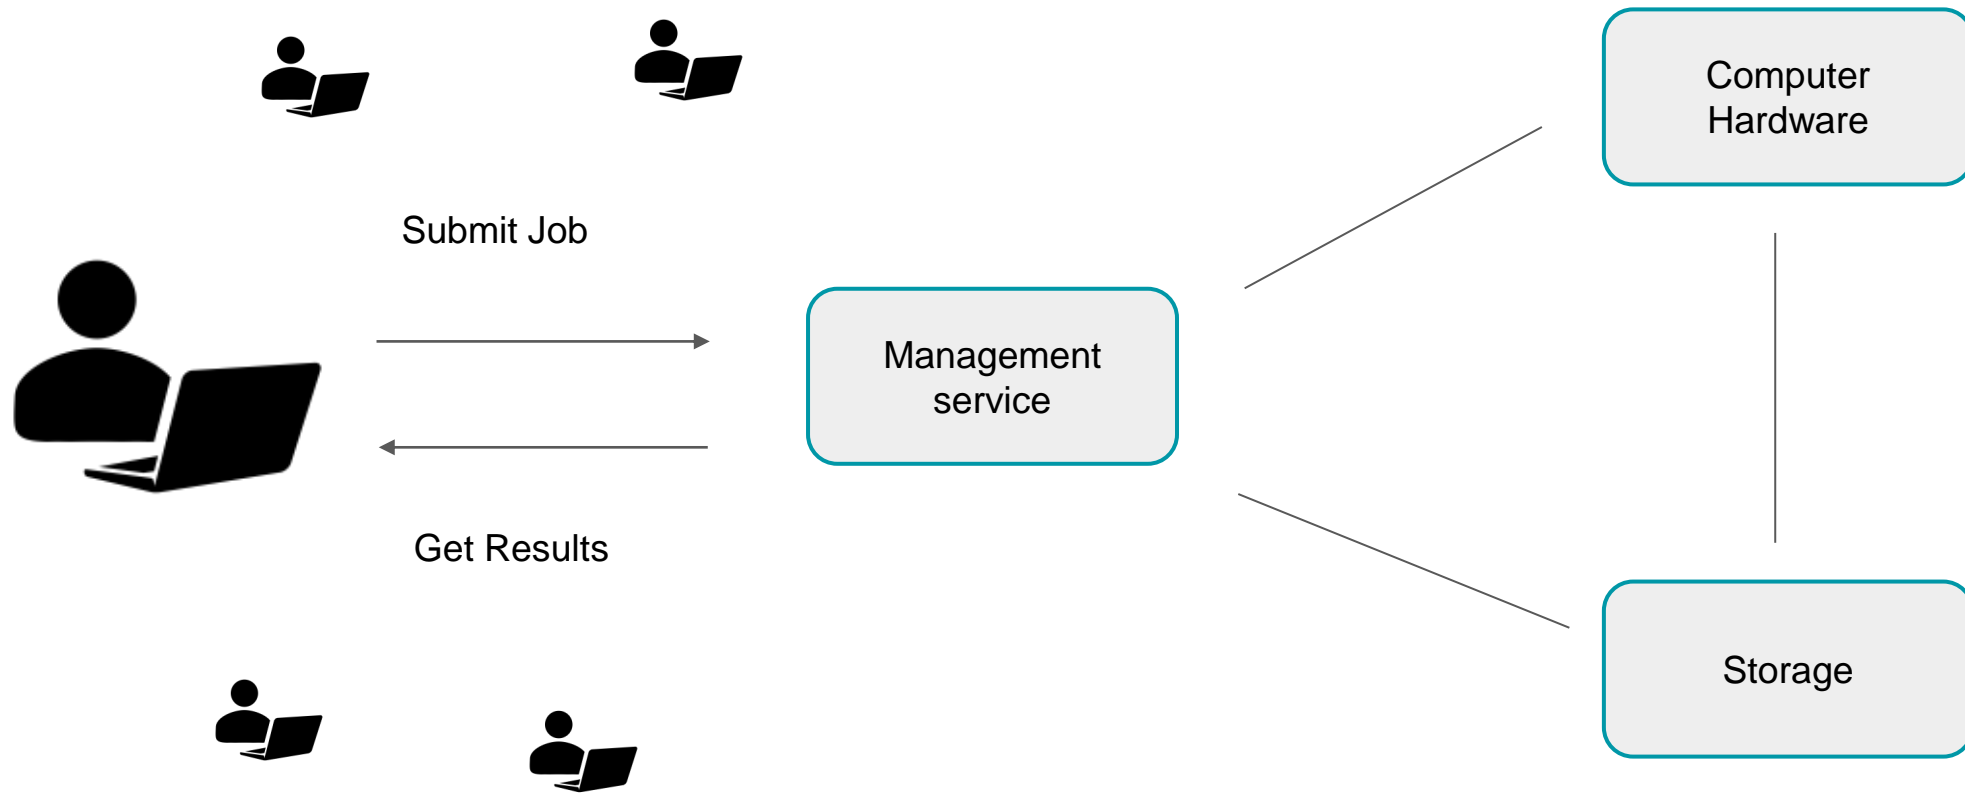 Computer
Hardware
Submit Job
Management
service
Get Results
Storage